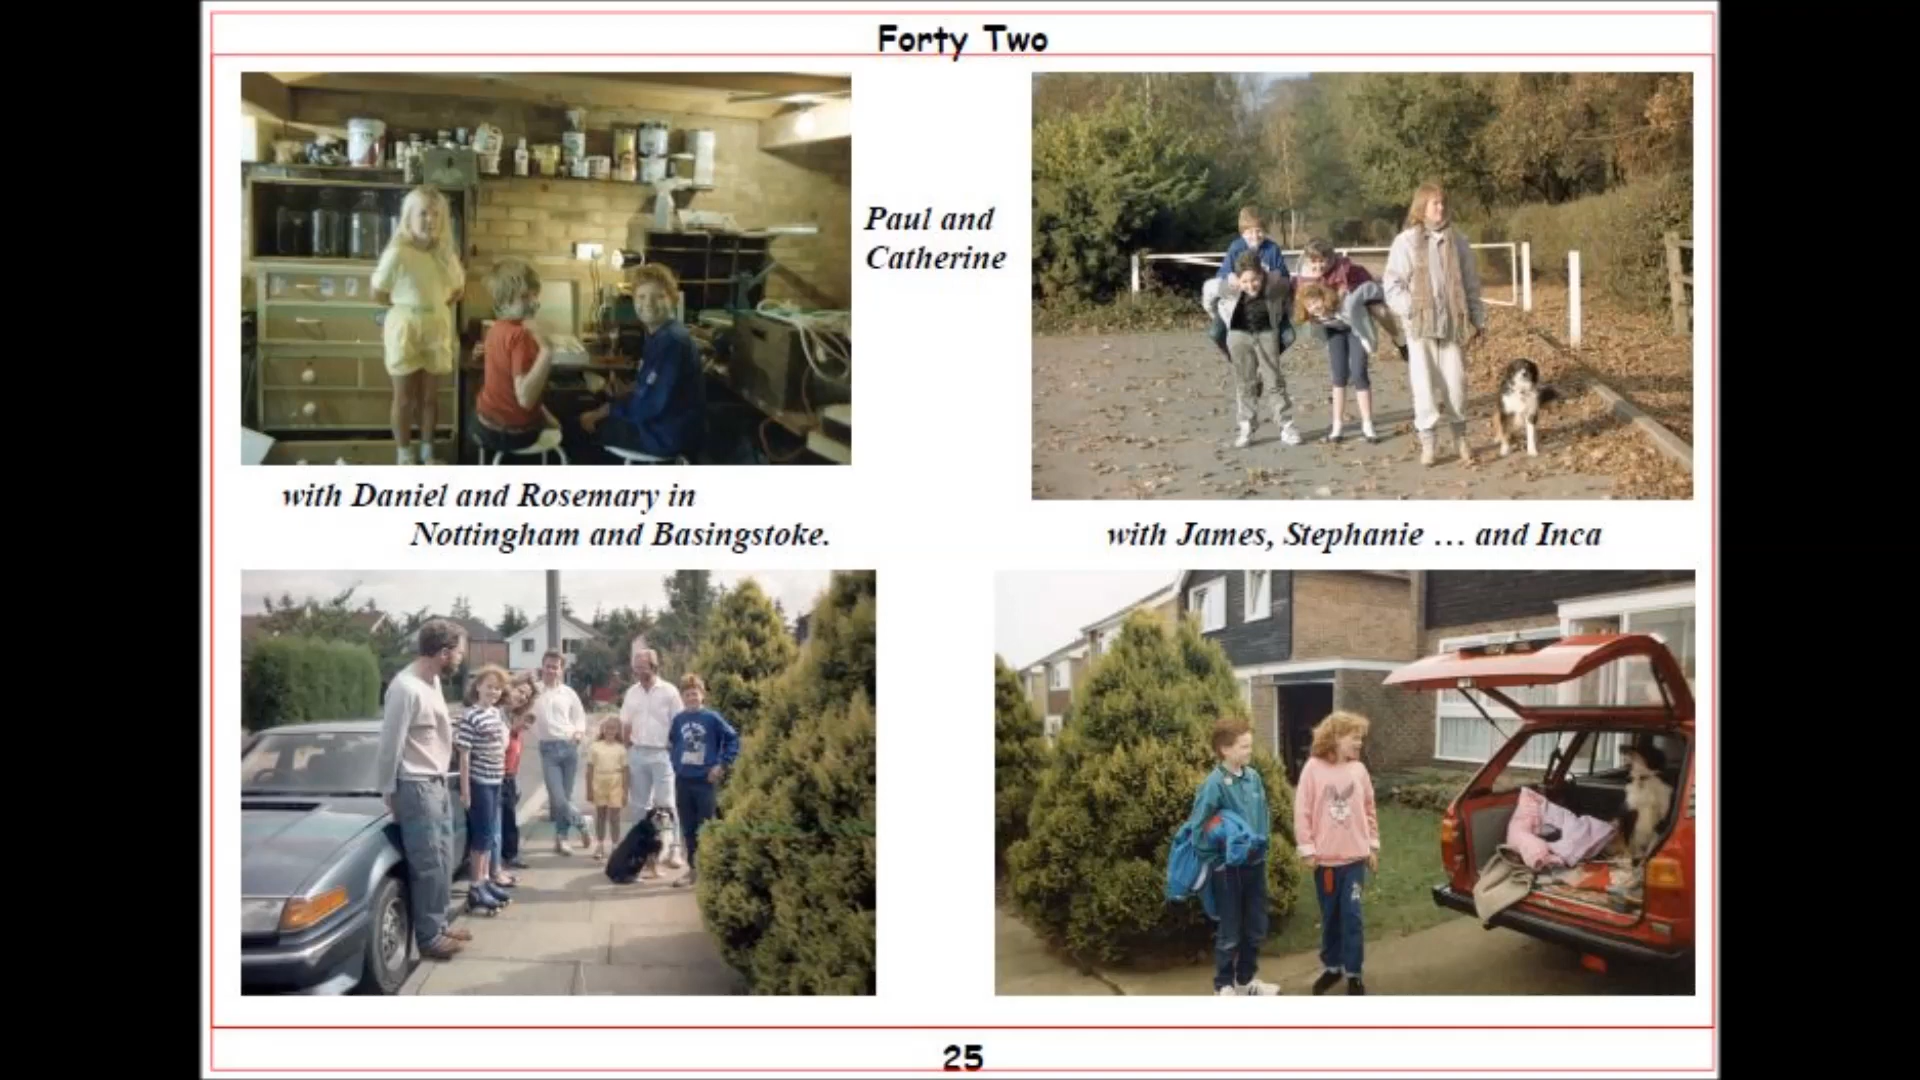 Forty Two
Paul and
Catherine
with Daniel and Rosemary in
Nottingham and Basingstoke.
with James, Stephanie … and Inca
25